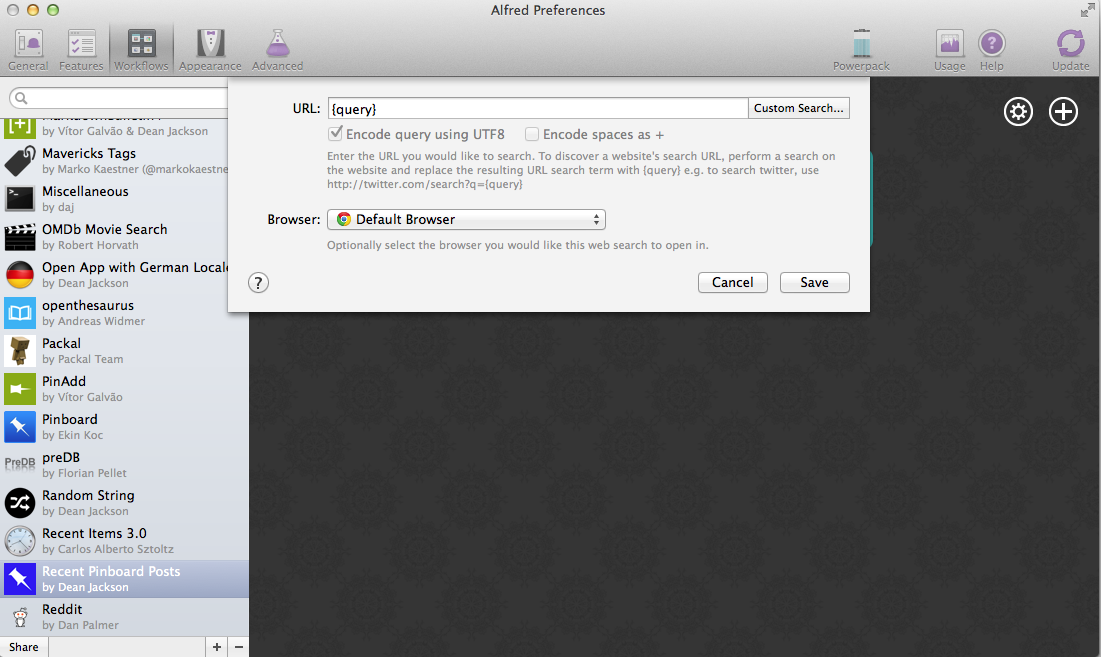 Alfred Preferences
General
Features
Workflows
Appearance
Advanced
Powerpack
Usage
Help
Update
by Vítor Galvão & Dean Jackson
Mavericks Tags
by Marko Kaestner (@markokaestne
Miscellaneous
by daj
OMDb Movie Search
by Robert Horvath
Open App with German Locale
by Dean Jackson
openthesaurus
by Andreas Widmer
Packal
by Packal Team
PinAdd
by Vítor Galvão
Pinboard
by Ekin Koc
PreDB
preDB
by Florian Pellet
Random String
by Dean Jackson
Recent Items 3.0
by Carlos Alberto Sztoltz
Recent Pinboard Posts
by Dean Jackson
Reddit
by Dan Palmer
Share
+
−
URL:
{query}
Custom Search...
Encode query using UTF8
Encode spaces as +
Enter the URL you would like to search. To discover a website's search URL, perform a search on
the website and replace the resulting URL search term with {query} e.g. to search twitter, use
http://twitter.com/search?q={query}
Browser:
Default Browser
Optionally select the browser you would like this web search to open in.
?
Cancel
Save